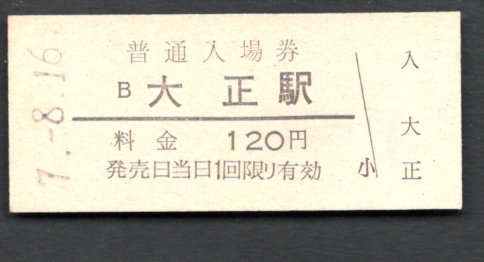 7.-8.16
普通入場券
B 大正駅
料金 120円
発売日当日1回限り有効
小
入
大
正